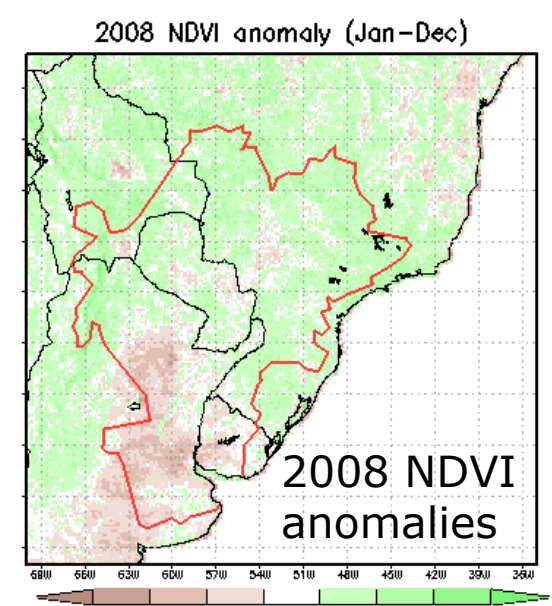 2008 NDVI anomaly (Jan-Dec)
2008 NDVI
anomalies
68W 66W 63W 60W 57W 54W 51W 48W 45W 42W 39W 36W